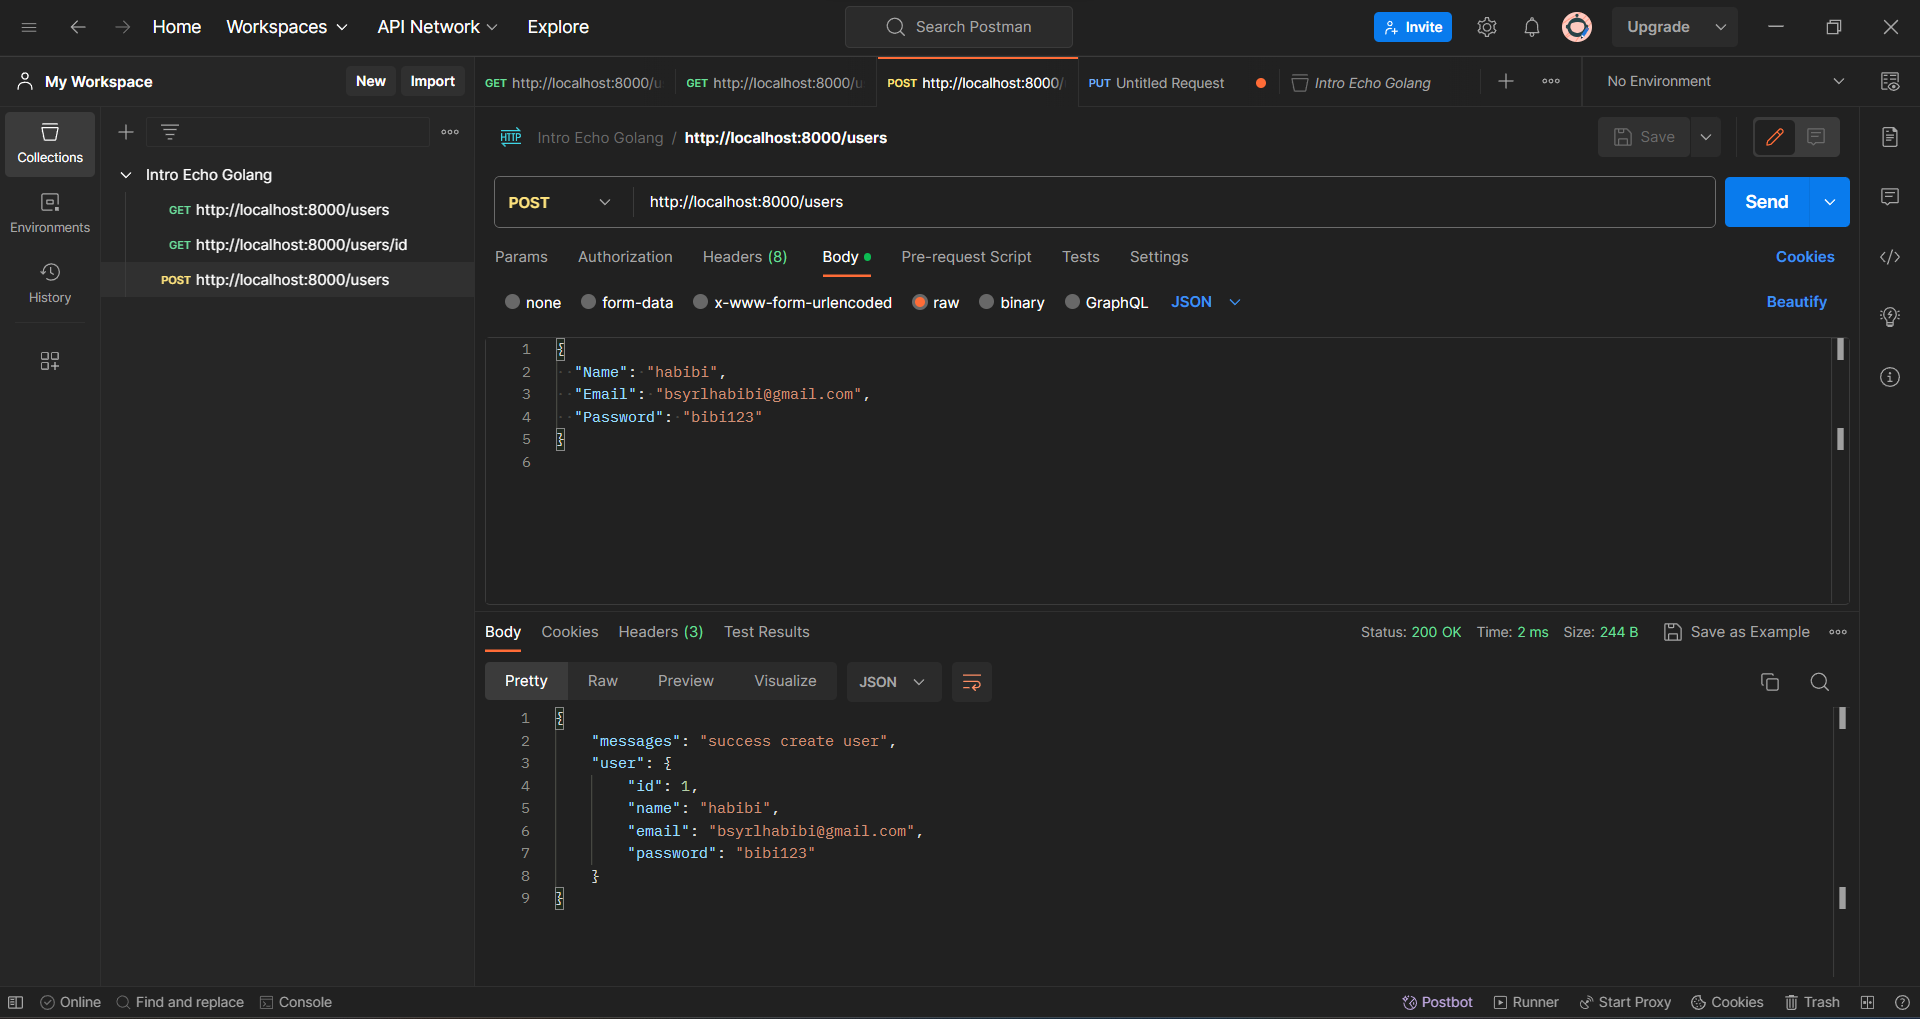 Home Workspaces API Network Explore Search Postman Invite Upgrade
My Workspace New Import GET http://localhost:8000/u GET http://localhost:8000/u POST http://localhost:8000/ PUT Untitled Request Intro Echo Golang No Environment
Collections
Environments
History
Intro Echo Golang
GET http://localhost:8000/users
GET http://localhost:8000/users/id
POST http://localhost:8000/users
HTTP Intro Echo Golang / http://localhost:8000/users Save
POST http://localhost:8000/users Send
Params Authorization Headers (8) Body Pre-request Script Tests Settings Cookies
none form-data x-www-form-urlencoded raw binary GraphQL JSON Beautify
1 {
2 "Name": "habibi",
3 "Email": "bsyrlhabibi@gmail.com",
4 "Password": "bibi123"
5 }
6
Body Cookies Headers (3) Test Results Status: 200 OK Time: 2 ms Size: 244 B Save as Example
Pretty Raw Preview Visualize JSON
1 {
2 "messages": "success create user",
3 "user": {
4 "id": 1,
5 "name": "habibi",
6 "email": "bsyrlhabibi@gmail.com",
7 "password": "bibi123"
8 }
9 }
Online Find and replace Console Postbot Runner Start Proxy Cookies Trash